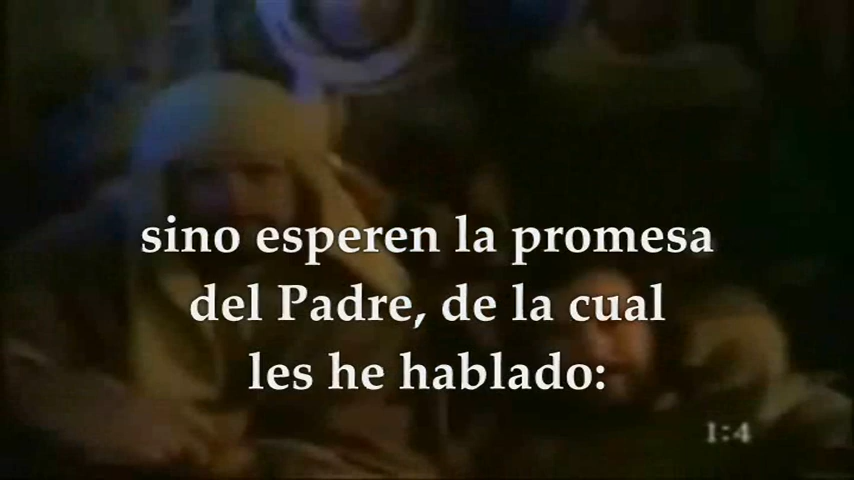 sino esperen la promesa
del Padre, de la cual
les he hablado:
1:4